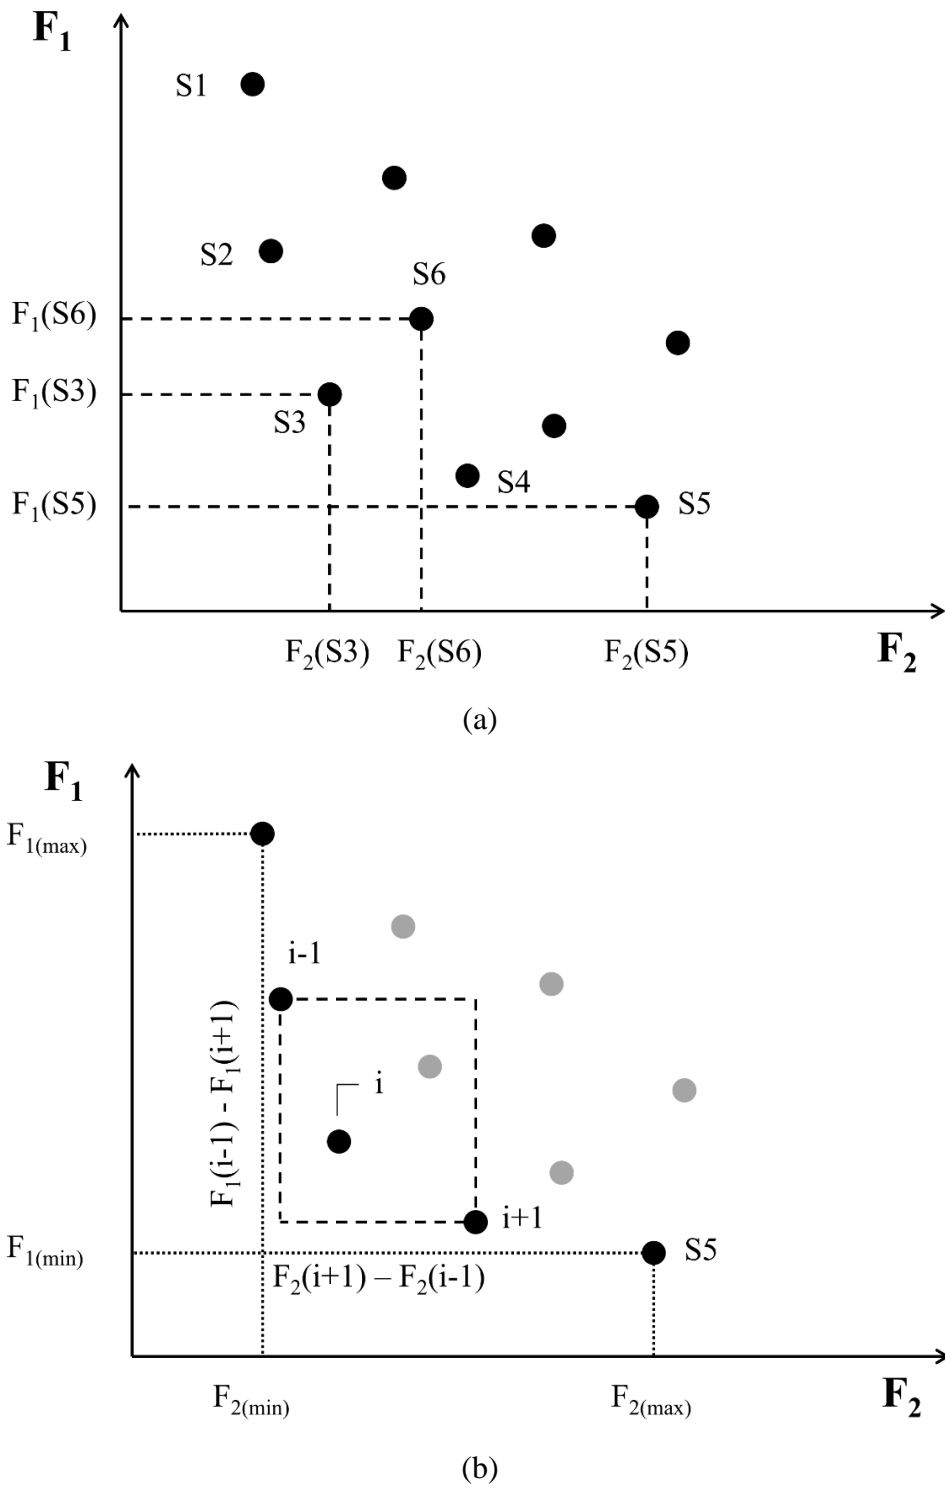 F₁
S1
S2
S6
F₁(S6)
F₁(S3)
S3
S4
F₁(S5)
S5
F₂(S3) F₂(S6) F₂(S5)
F₂
(a)
F₁
F₁(max)
i-1
F₁(i-1) - F₁(i+1)
i
i+1
F₁(min)
S5
F₂(i+1) – F₂(i-1)
F₂(min) F₂(max)
F₂
(b)